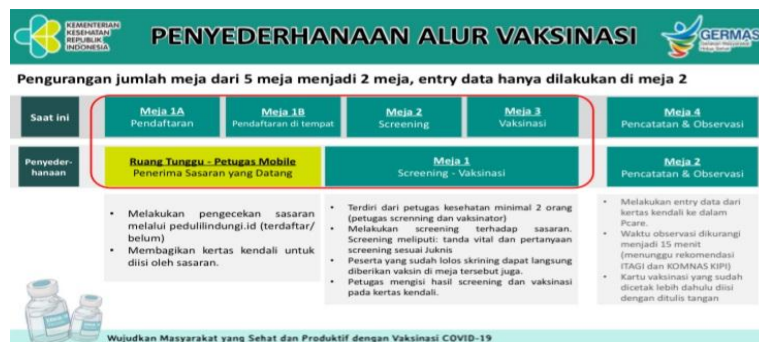 KEMENTERIAN
KESEHATAN
REPUBLIK
INDONESIA
PENYEDERHANAAN ALUR VAKSINASI
GERMAS
Pengurangan jumlah meja dari 5 meja menjadi 2 meja, entry data hanya dilakukan di meja 2
Saat ini
Meja 1A
Pendaftaran
Meja 1B
Pendaftaran di tempat
Meja 2
Screening
Meja 3
Vaksinasi
Meja 4
Pencatatan & Observasi
Penyeder-
hanaan
Ruang Tunggu - Petugas Mobile
Penerima Sasaran yang Datang
Meja 1
Screening - Vaksinasi
Meja 2
Pencatatan & Observasi
• Melakukan pengecekan sasaran
melalui pedulilindungi.id (terdaftar/
belum)
• Membagikan kertas kendali untuk
diisi oleh sasaran.
• Terdiri dari petugas kesehatan minimal 2 orang
(petugas screnning dan vaksinator)
• Melakukan screening terhadap sasaran.
Screening meliputi: tanda vital dan pertanyaan
screening sesuai Juknis
• Peserta yang sudah lolos skrining dapat langsung
diberikan vaksin di meja tersebut juga.
• Petugas mengisi hasil screening dan vaksinasi
pada kertas kendali.
• Melakukan entry data dari
kertas kendali ke dalam
Pcare.
• Waktu observasi dikurangi
menjadi 15 menit
(menunggu rekomendasi
ITAGI dan KOMNAS KIPI)
• Kartu vaksinasi yang sudah
dicetak lebih dahulu diisi
dengan ditulis tangan
Wujudkan Masyarakat yang Sehat dan Produktif dengan Vaksinasi COVID-19